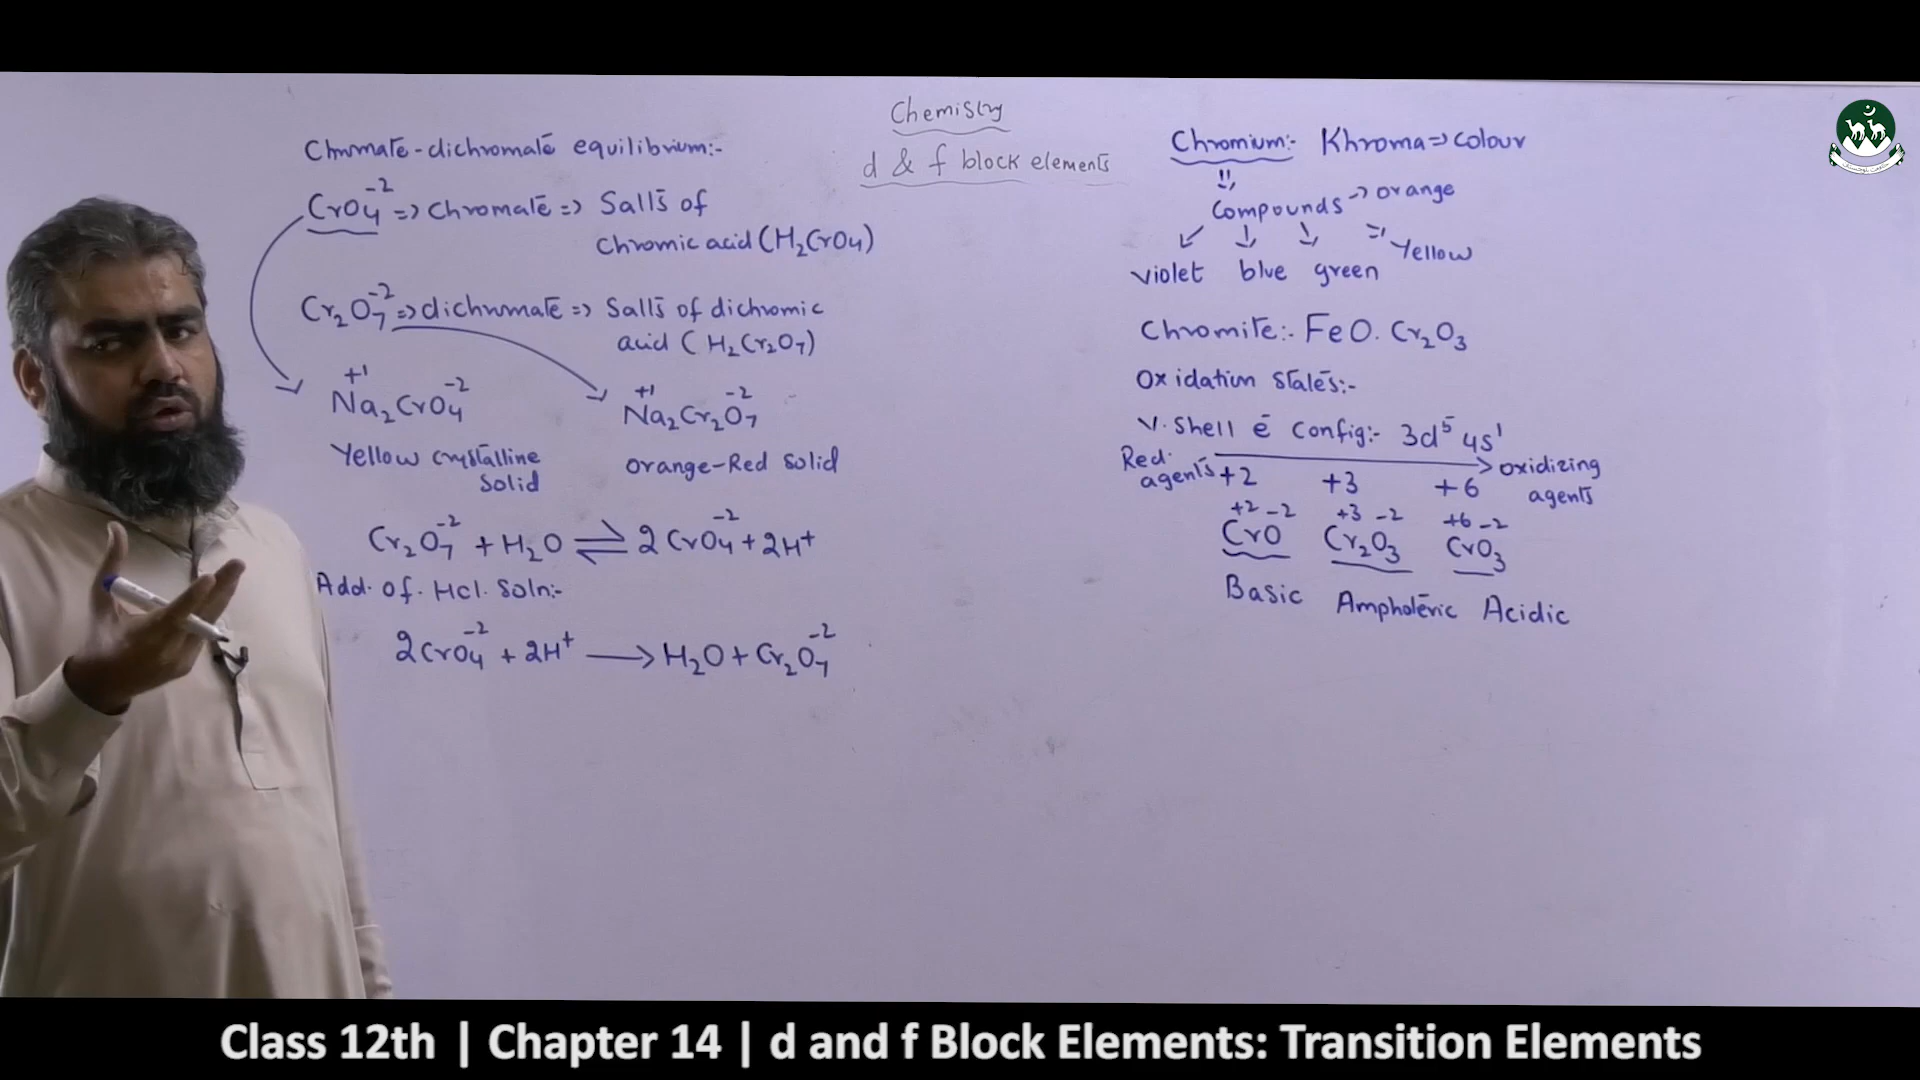 Chemistry
d & f block elements
Chromate-dichromate equilibrium:-
CrO₄⁻² => Chromate => Salts of
Chromic acid (H₂CrO₄)
Cr₂O₇⁻² => dichromate => Salts of dichromic
acid (H₂Cr₂O₇)
+1 -2
Na₂CrO₄
+1 -2
Na₂Cr₂O₇
Yellow crystalline
solid
orange-Red solid
Cr₂O₇⁻² + H₂O ⇌ 2CrO₄⁻² + 2H⁺
Add. of. Hcl. Soln:-
2CrO₄⁻² + 2H⁺ ⟶ H₂O + Cr₂O₇⁻²
Chromium:- Khroma => colour
Compounds → orange
=> Yellow
violet blue green
Chromite:- FeO.Cr₂O₃
Oxidation states:-
V. Shell ē Config:- 3d⁵ 4s¹
Red. agents +2 +3 +6 oxidizing agents
+2 -2 +3 -2 +6 -2
CrO Cr₂O₃ CrO₃
Basic Ampholeric Acidic
Class 12th | Chapter 14 | d and f Block Elements: Transition Elements